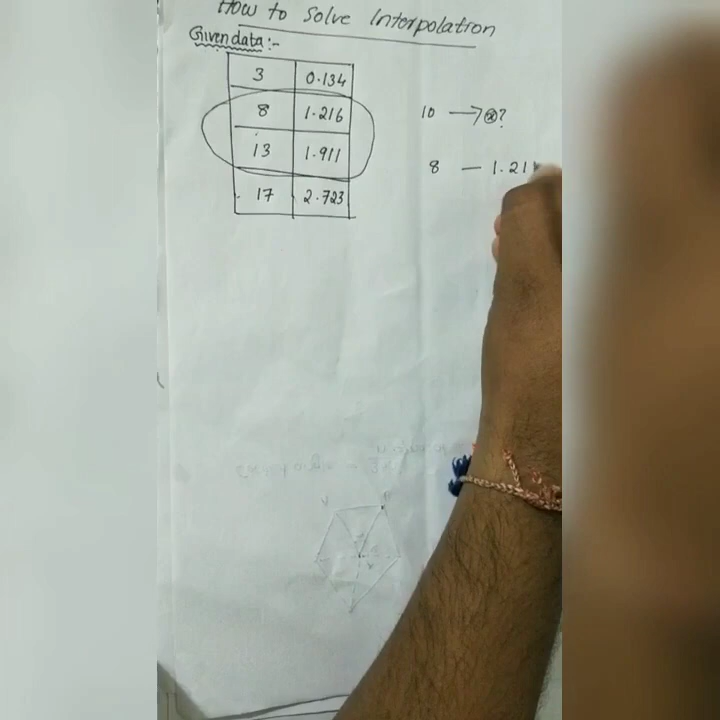 How to Solve Interpolation
Given data :-
3 0.134
8 1.216
13 1.911
17 2.723
10 → x?
8 — 1.21